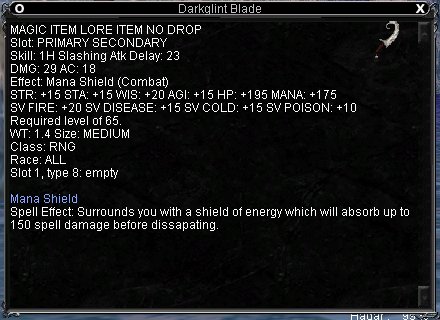 O Darkglint Blade X
MAGIC ITEM LORE ITEM NO DROP
Slot: PRIMARY SECONDARY
Skill: 1H Slashing Atk Delay: 23
DMG: 29 AC: 18
Effect: Mana Shield (Combat)
STR: +15 STA: +15 WIS: +20 AGI: +15 HP: +195 MANA: +175
SV FIRE: +20 SV DISEASE: +15 SV COLD: +15 SV POISON: +10
Required level of 65.
WT: 1.4 Size: MEDIUM
Class: RNG
Race: ALL
Slot 1, type 8: empty
Mana Shield
Spell Effect: Surrounds you with a shield of energy which will absorb up to
150 spell damage before dissapating.